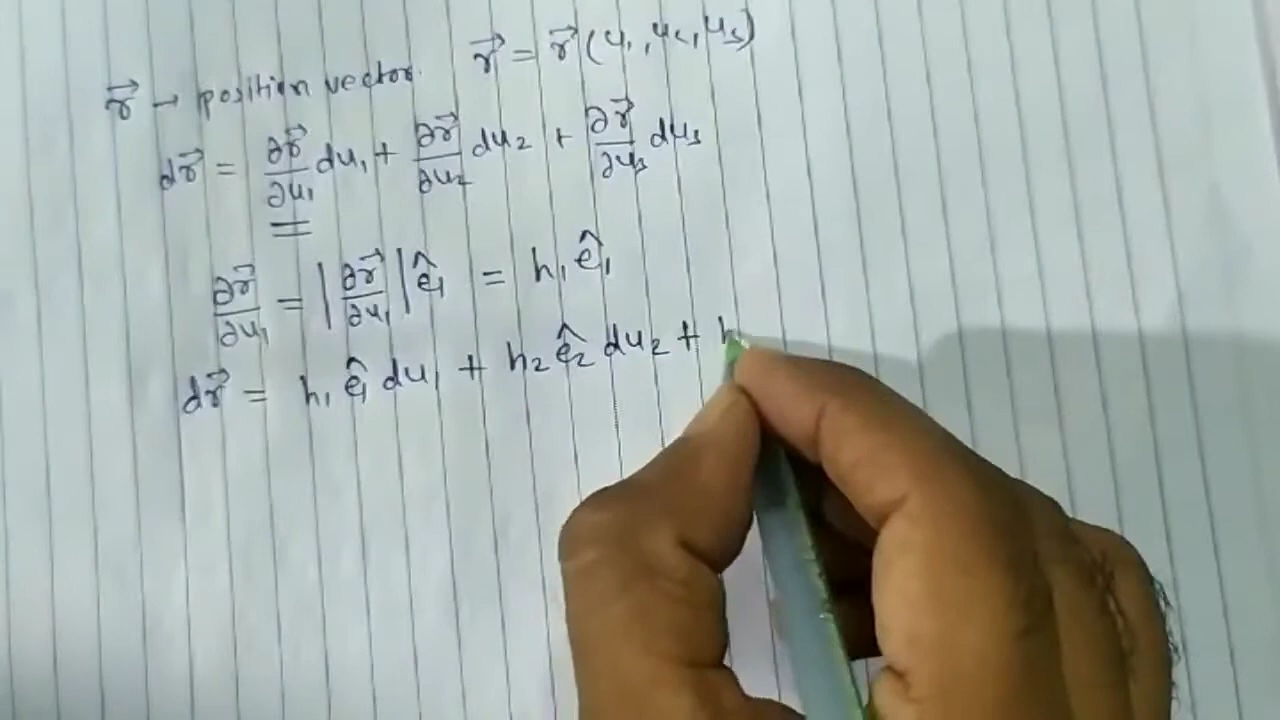 r⃗ → position vector. r⃗ = r⃗ (u₁, u₂, u₃)
dr⃗ = ∂r⃗/∂u₁ du₁ + ∂r⃗/∂u₂ du₂ + ∂r⃗/∂u₃ du₃
∂r⃗/∂u₁ = |∂r⃗/∂u₁| ê₁ = h₁ ê₁
dr⃗ = h₁ ê₁ du₁ + h₂ ê₂ du₂ + h